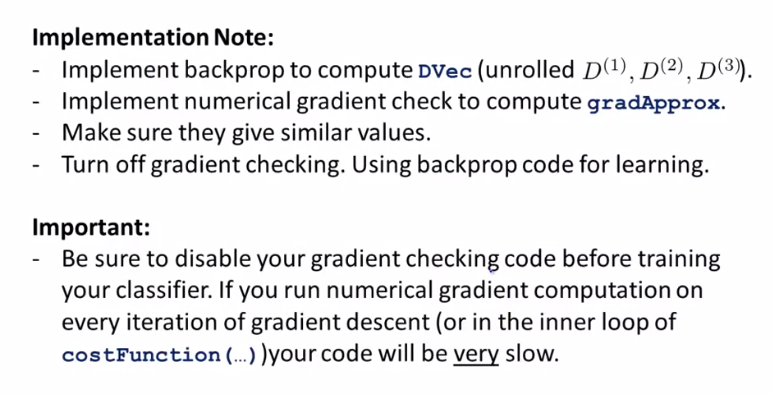 Implementation Note:
- Implement backprop to compute DVec (unrolled D(1), D(2), D(3)).
- Implement numerical gradient check to compute gradApprox.
- Make sure they give similar values.
- Turn off gradient checking. Using backprop code for learning.
Important:
- Be sure to disable your gradient checking code before training
your classifier. If you run numerical gradient computation on
every iteration of gradient descent (or in the inner loop of
costFunction(…))your code will be very slow.